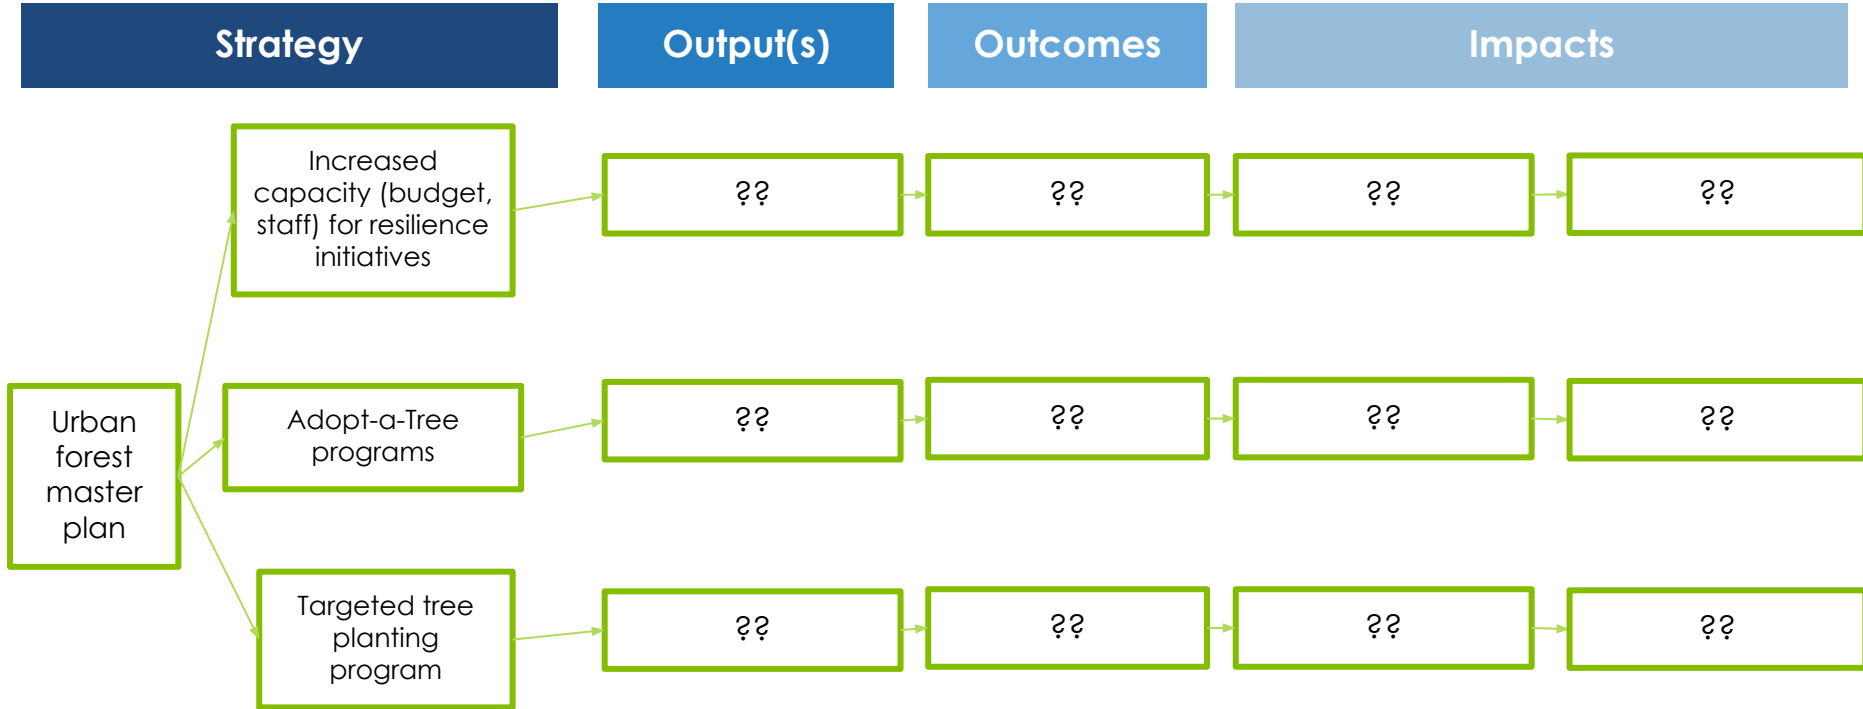 Strategy
Output(s)
Outcomes
Impacts
Increased
capacity (budget,
staff) for resilience
initiatives
??
??
??
??
Urban
forest
master
plan
Adopt-a-Tree
programs
??
??
??
??
Targeted tree
planting
program
??
??
??
??